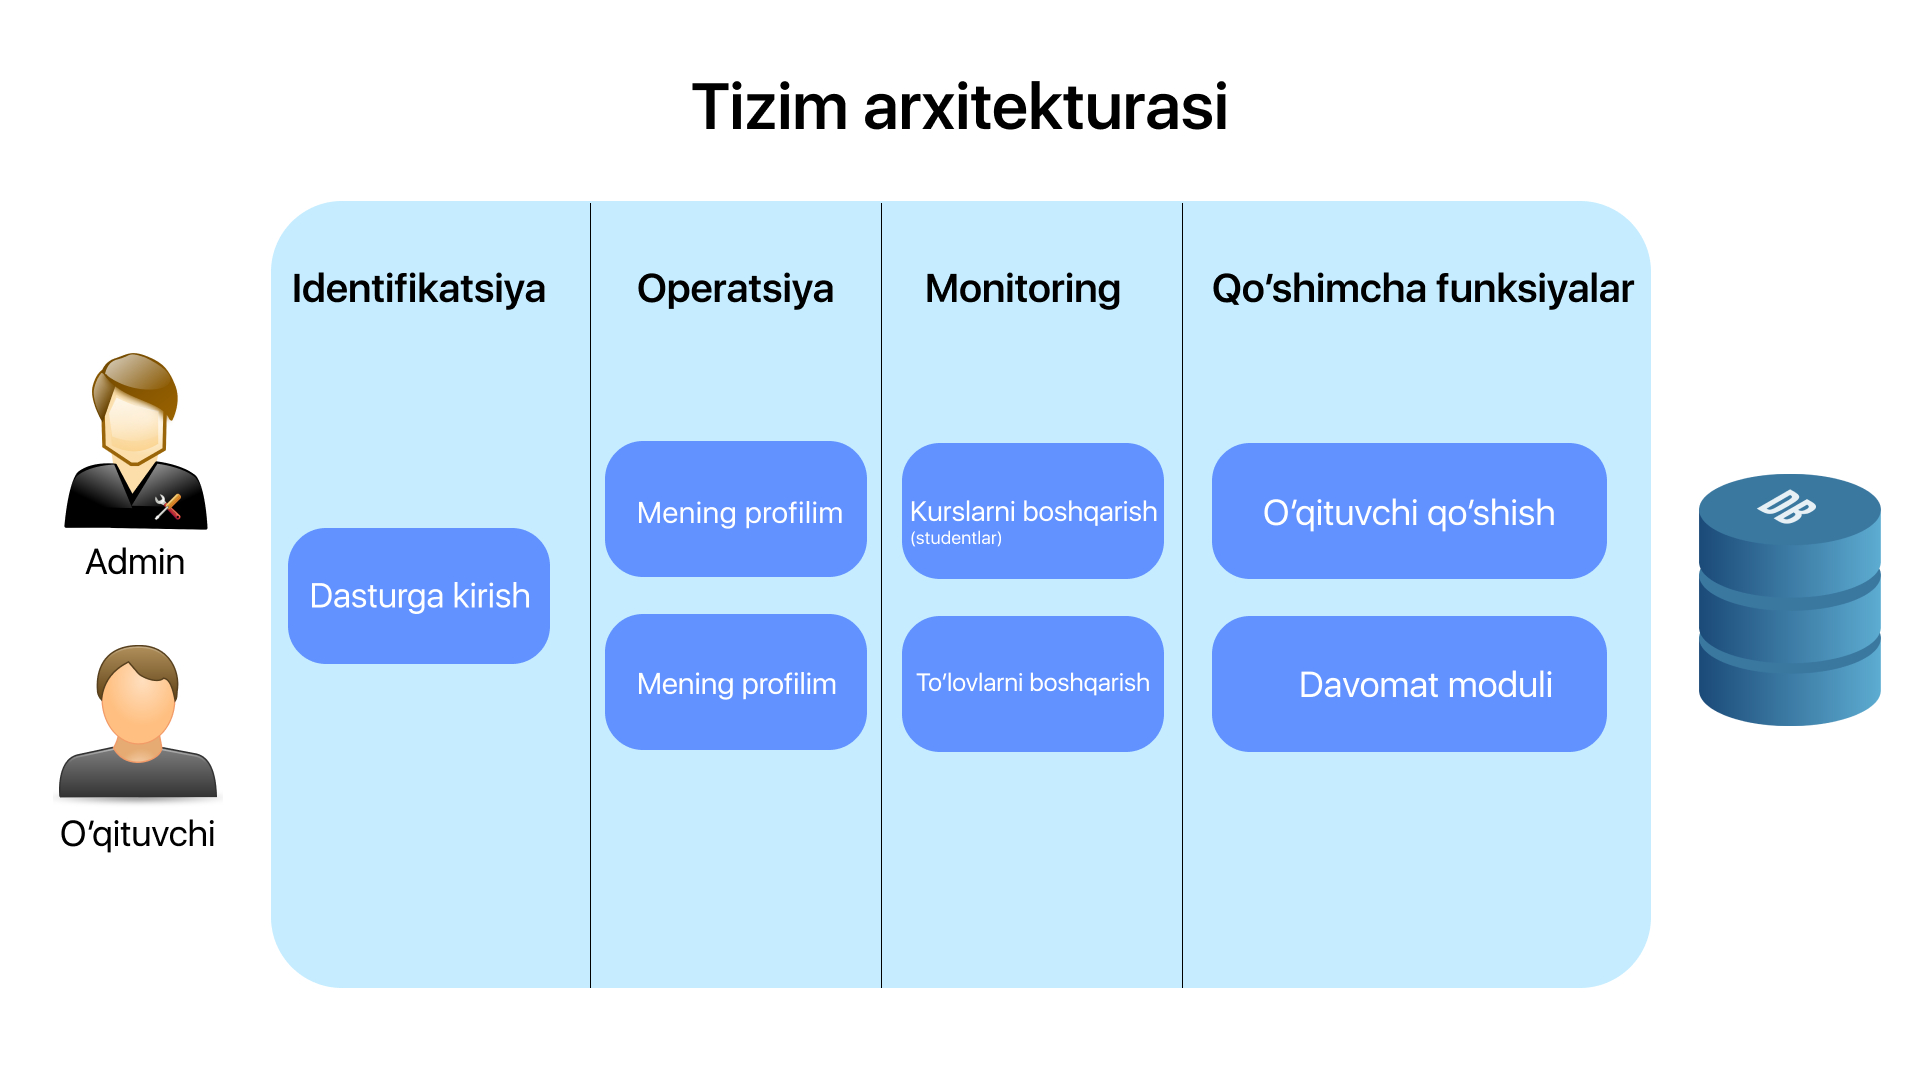 Tizim arxitekturasi
Identifikatsiya
Operatsiya
Monitoring
Qo’shimcha funksiyalar
Admin
O’qituvchi
Dasturga kirish
Mening profilim
Mening profilim
Kurslarni boshqarish
(studentlar)
To’lovlarni boshqarish
O’qituvchi qo’shish
Davomat moduli
DB